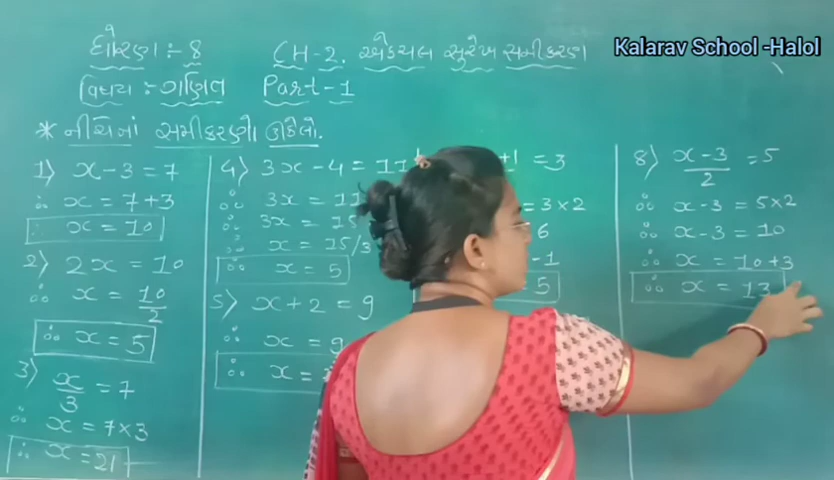 ધોરણ :- 8 CH-2. એકચલ સુરેખ સમીકરણ
Kalarav School -Halol
વિષય :- ગણિત Part-1
* નીચેનાં સમીકરણો ઉકેલો.
1) x - 3 = 7
∴ x = 7 + 3
∴ x = 10
2) 2x = 10
∴ x = 10/2
∴ x = 5
3) x/3 = 7
∴ x = 7 × 3
∴ x = 21
4) 3x - 4 = 11
∴ 3x = 11
∴ 3x = 15
∴ x = 15/3
∴ x = 5
5) x + 2 = 9
∴ x = 9
∴ x =
+1 = 3
= 3 × 2
6
- 1
5
8) x - 3/2 = 5
∴ x - 3 = 5 × 2
∴ x - 3 = 10
∴ x = 10 + 3
∴ x = 13